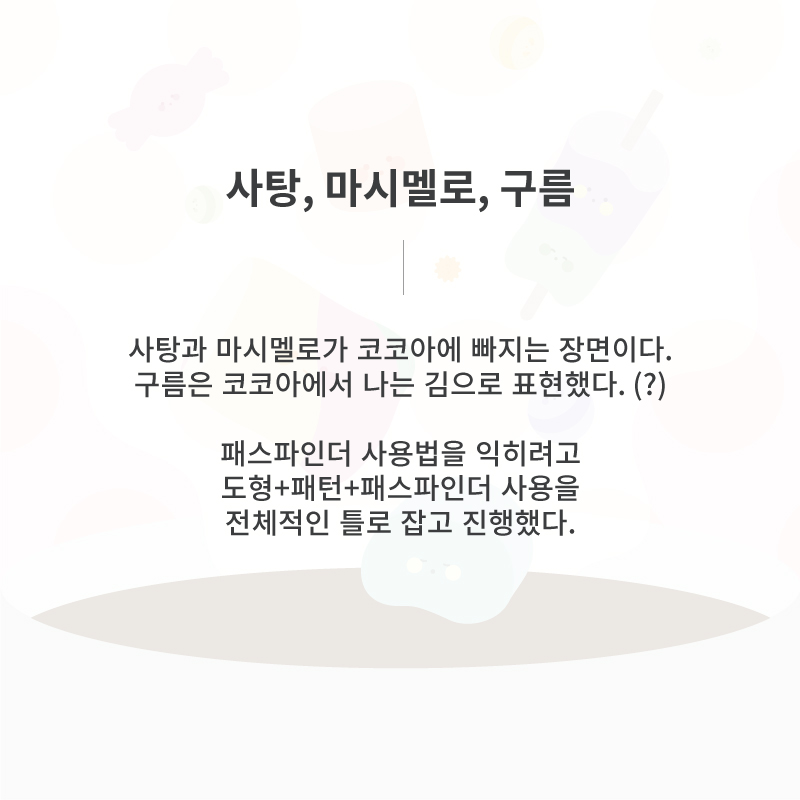 사탕, 마시멜로, 구름
사탕과 마시멜로가 코코아에 빠지는 장면이다.
구름은 코코아에서 나는 김으로 표현했다. (?)
패스파인더 사용법을 익히려고
도형+패턴+패스파인더 사용을
전체적인 틀로 잡고 진행했다.